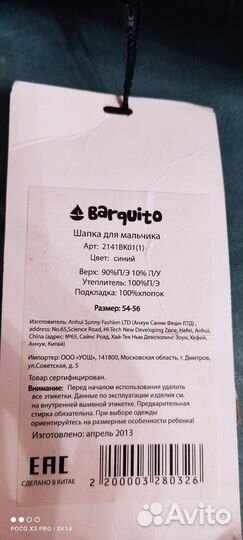 Barquito
Шапка для мальчика
Арт: 2141BK01(1)
Цвет: синий
Верх: 90%П/Э 10% П/У
Утеплитель: 100%П/Э
Подкладка: 100%хлопок
Размер: 54-56
Изготовитель: Anhui Sunny Fashion LTD (Анхуи Санни Фешн ЛТД) ,
address: No.65,Science Road, Hi-Tech New Developing Zone, Hefei, Anhui,
China (адрес: №65, Сайнс Роад, Хай-Тек Нью Девелопинг Зоун, Хефей,
Анхуи, Китай)
Импортер: ООО «УОЩ», 141800, Московская область, г. Дмитров,
ул.Советская, д. 5
Товар сертифицирован.
Внимание: Перед началом использования удалить
все этикетки. Данные по эксплуатации изделия см.
на внутренней вшивной этикетке. Предварительная
стирка обязательна. При выборе одежды
ориентируйтесь на размерные особенности ребенка!
Изготовлено: апрель 2013
EAC
СДЕЛАНО В КИТАЕ
2 200003 280326
POCO X3 PRO | SK14
Avito